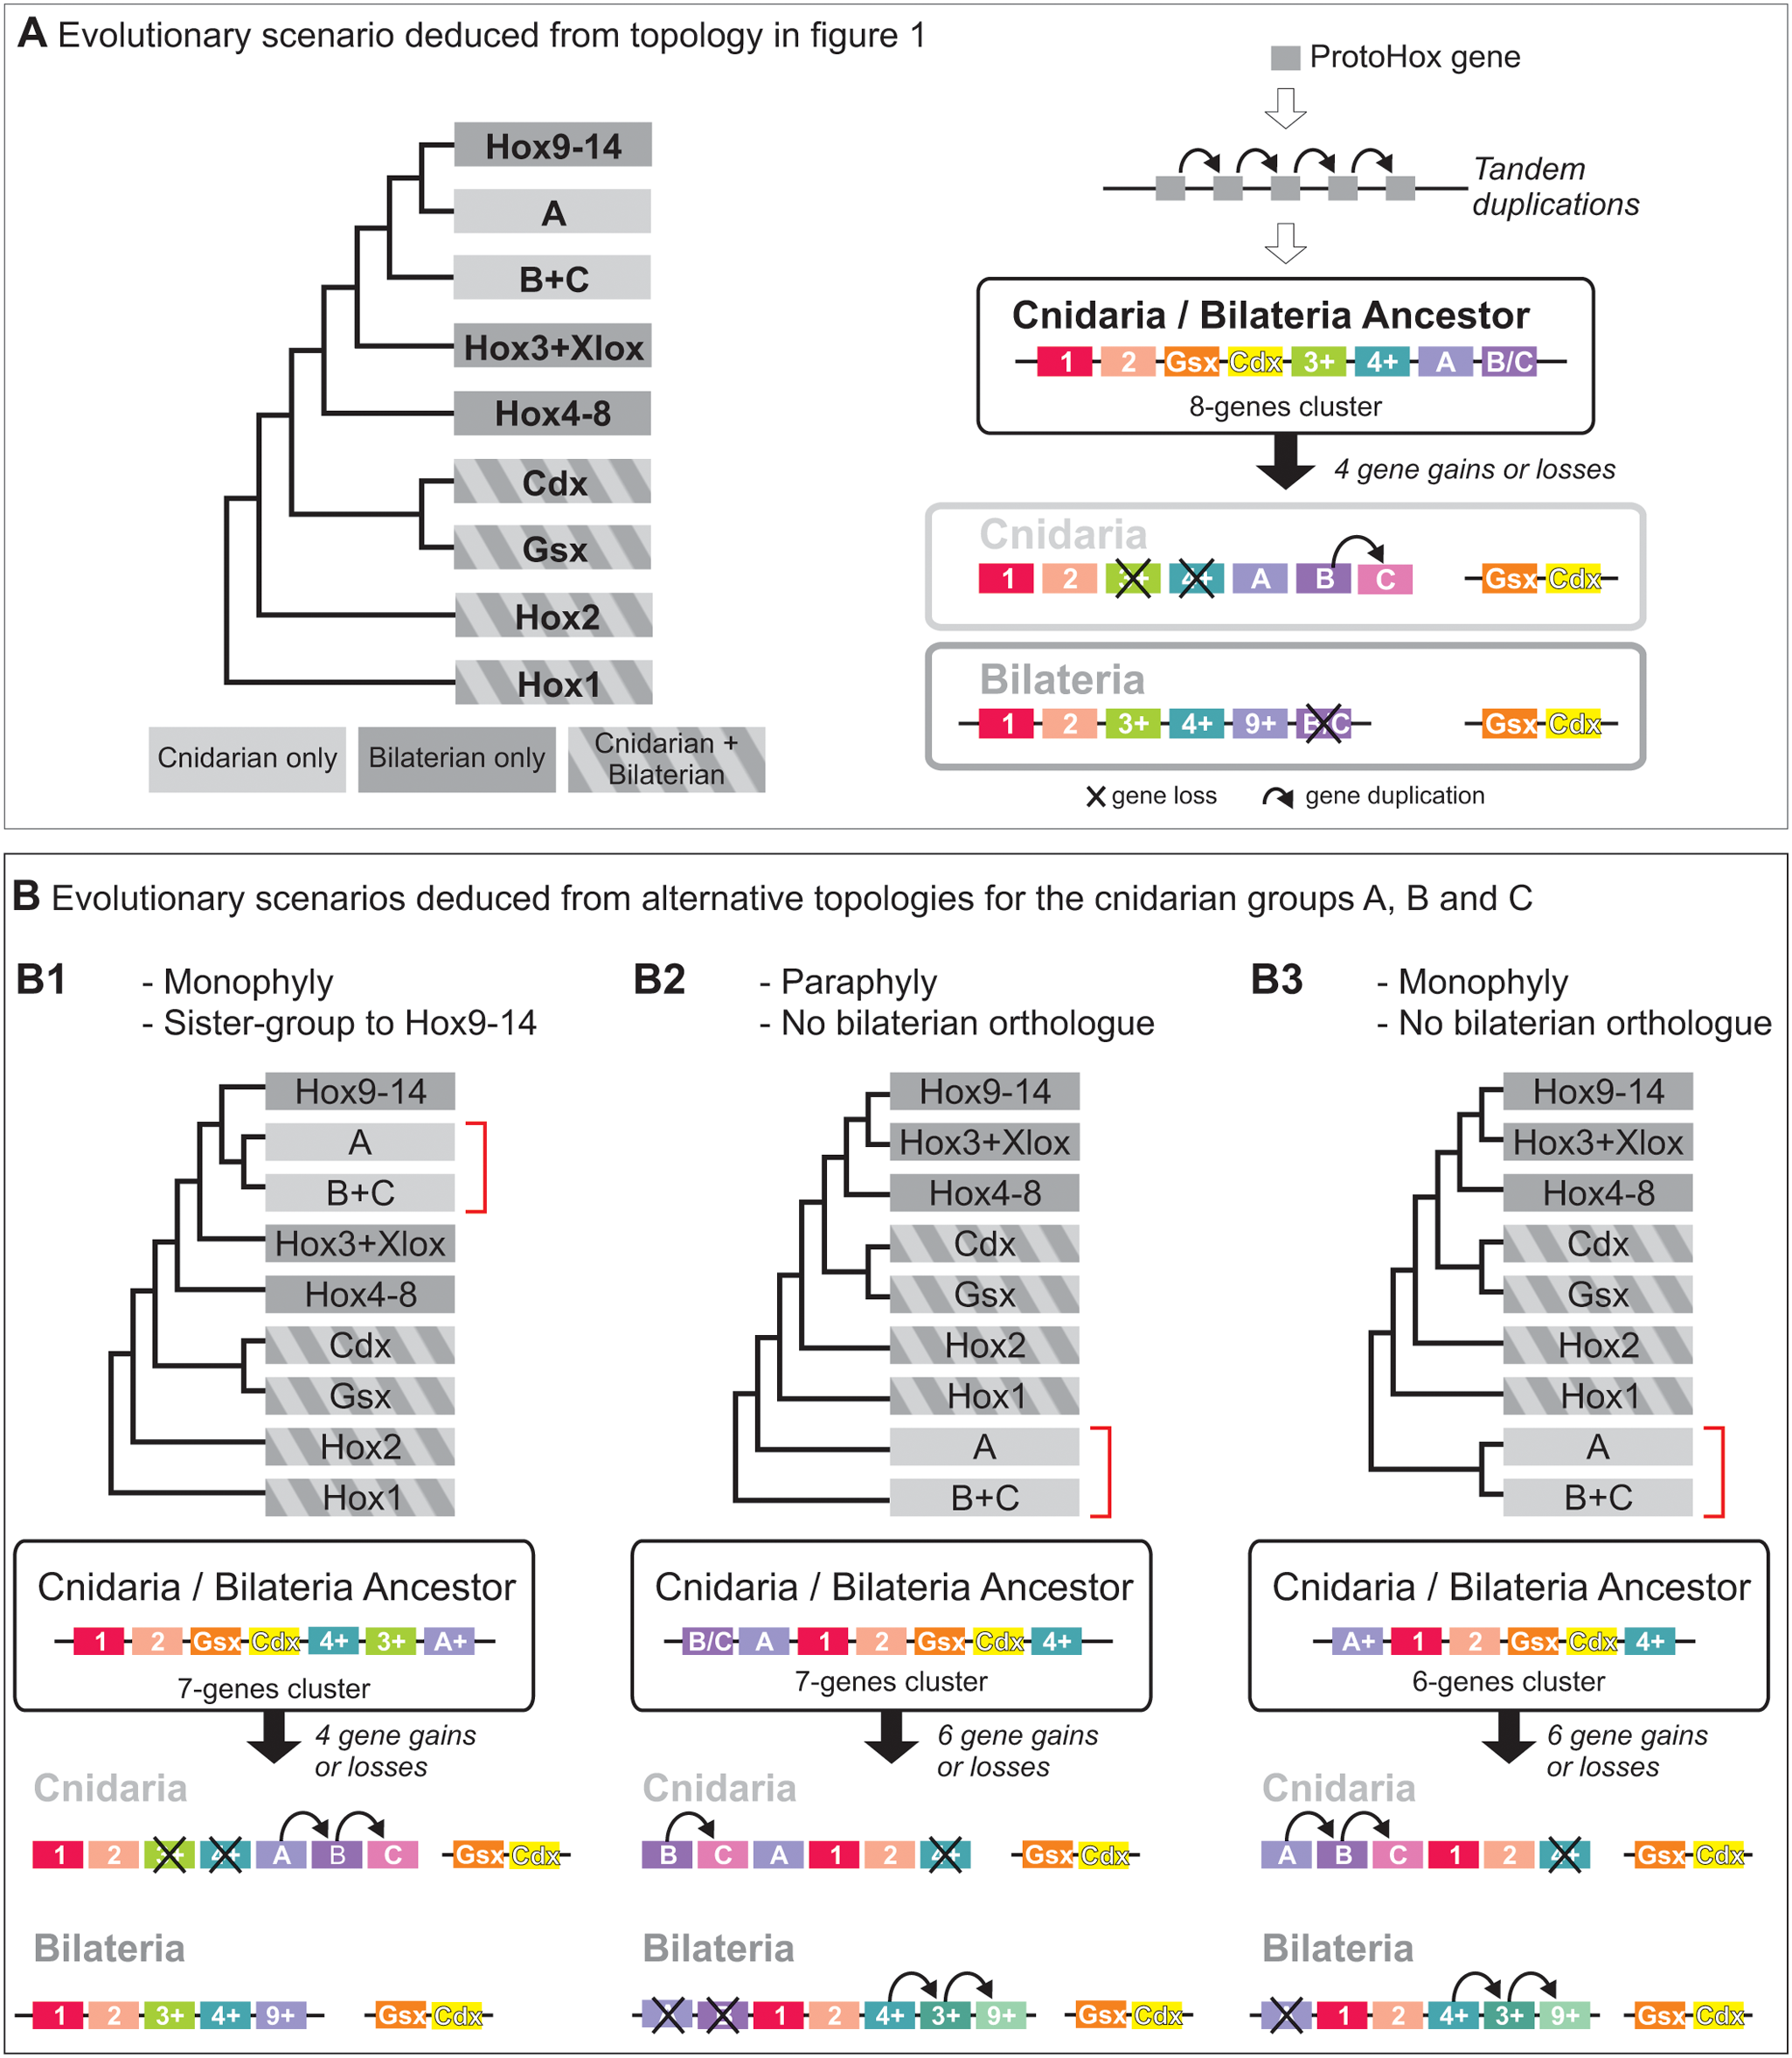 A Evolutionary scenario deduced from topology in figure 1
ProtoHox gene
Tandem
duplications
Hox9-14
A
B+C
Hox3+Xlox
Hox4-8
Cdx
Gsx
Hox2
Hox1
Cnidarian only
Bilaterian only
Cnidarian +
Bilaterian
Cnidaria / Bilateria Ancestor
1 2 Gsx Cdx 3+ 4+ A B/C
8-genes cluster
4 gene gains or losses
Cnidaria
1 2 3+ 4+ A B C Gsx Cdx
Bilateria
1 2 3+ 4+ 9+ B/C Gsx Cdx
gene loss
gene duplication
B Evolutionary scenarios deduced from alternative topologies for the cnidarian groups A, B and C
B1
- Monophyly
- Sister-group to Hox9-14
Hox9-14
A
B+C
Hox3+Xlox
Hox4-8
Cdx
Gsx
Hox2
Hox1
Cnidaria / Bilateria Ancestor
1 2 Gsx Cdx 4+ 3+ A+
7-genes cluster
4 gene gains
or losses
Cnidaria
1 2 3+ 4+ A B C Gsx Cdx
Bilateria
1 2 3+ 4+ 9+ Gsx Cdx
B2
- Paraphyly
- No bilaterian orthologue
Hox9-14
Hox3+Xlox
Hox4-8
Cdx
Gsx
Hox2
Hox1
A
B+C
Cnidaria / Bilateria Ancestor
B/C A 1 2 Gsx Cdx 4+
7-genes cluster
6 gene gains
or losses
Cnidaria
B C A 1 2 4+ Gsx Cdx
Bilateria
1 2 4+ 3+ 9+ Gsx Cdx
B3
- Monophyly
- No bilaterian orthologue
Hox9-14
Hox3+Xlox
Hox4-8
Cdx
Gsx
Hox2
Hox1
A
B+C
Cnidaria / Bilateria Ancestor
A+ 1 2 Gsx Cdx 4+
6-genes cluster
6 gene gains
or losses
Cnidaria
A B C 1 2 4+ Gsx Cdx
Bilateria
1 2 4+ 3+ 9+ Gsx Cdx